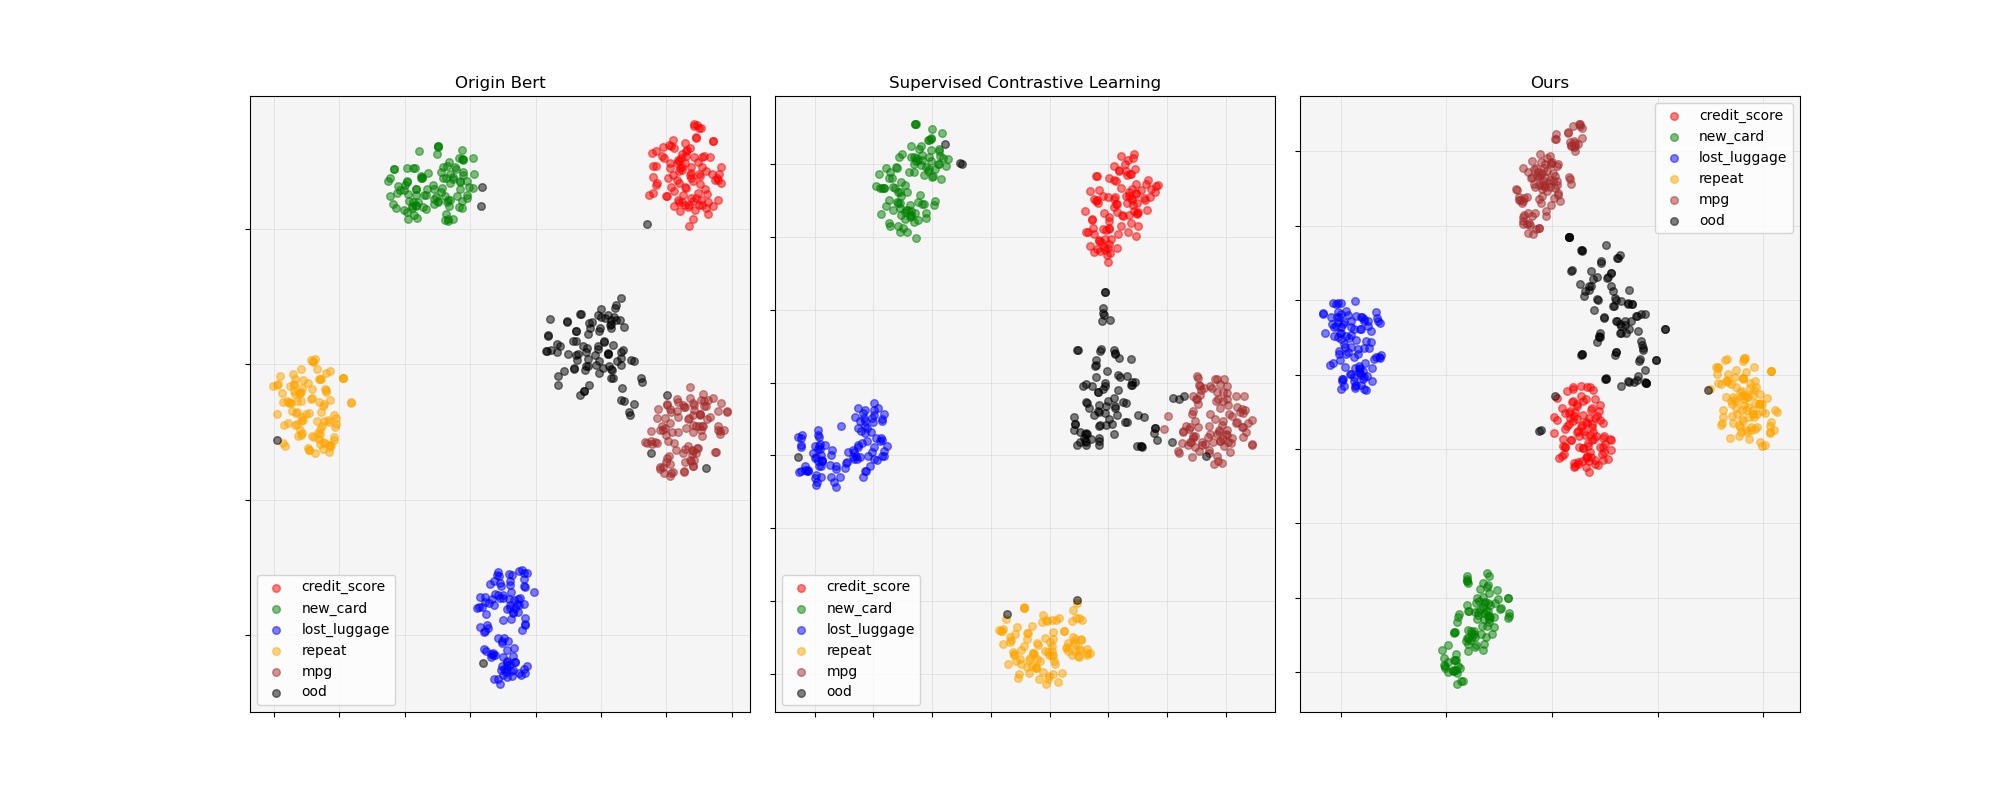 Origin Bert
credit_score
new_card
lost_luggage
repeat
mpg
ood
Supervised Contrastive Learning
credit_score
new_card
lost_luggage
repeat
mpg
ood
Ours
credit_score
new_card
lost_luggage
repeat
mpg
ood